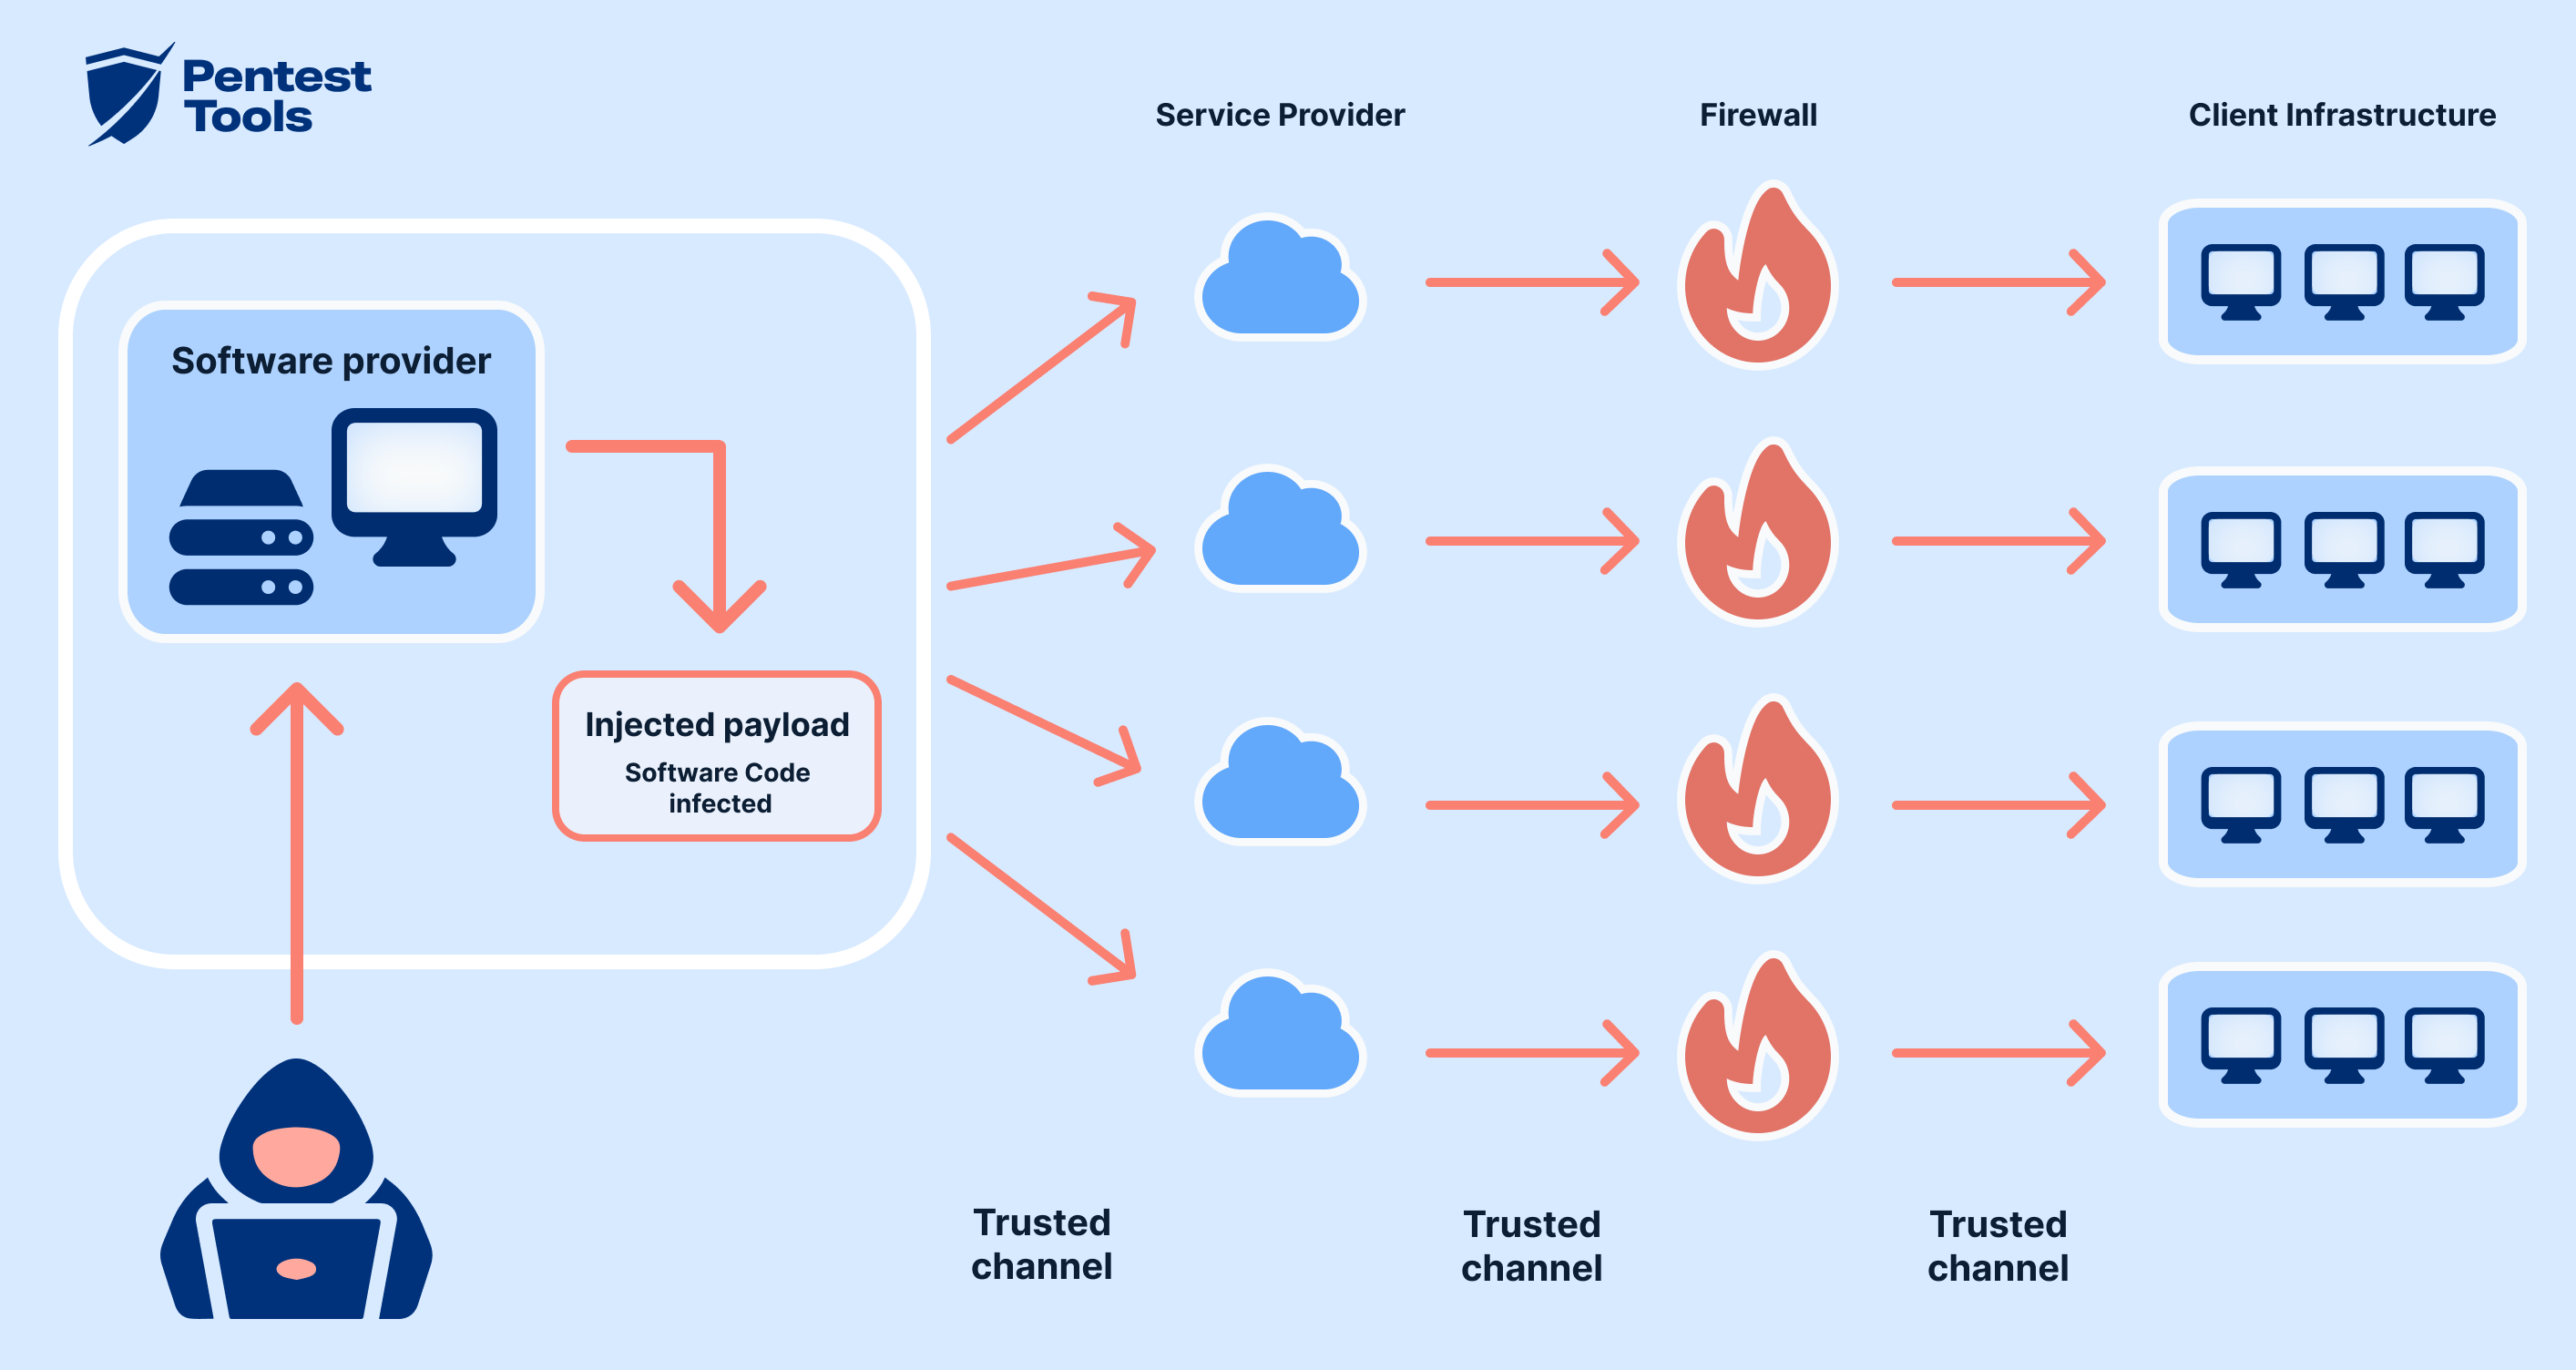 Pentest
Tools
Service Provider
Firewall
Client Infrastructure
Software provider
Injected payload
Software Code
infected
Trusted
channel
Trusted
channel
Trusted
channel